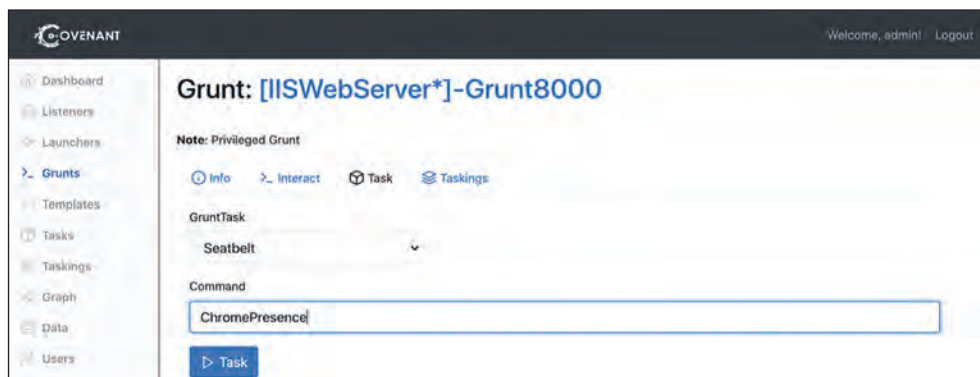 COVENANT
Welcome, admin! Logout
Dashboard
Listeners
Launchers
Grunts
Templates
Tasks
Taskings
Graph
Data
Users
Grunt: [IISWebServer*]-Grunt8000
Note: Privileged Grunt
Info >_ Interact Task Taskings
GruntTask
Seatbelt
Command
ChromePresence
Task